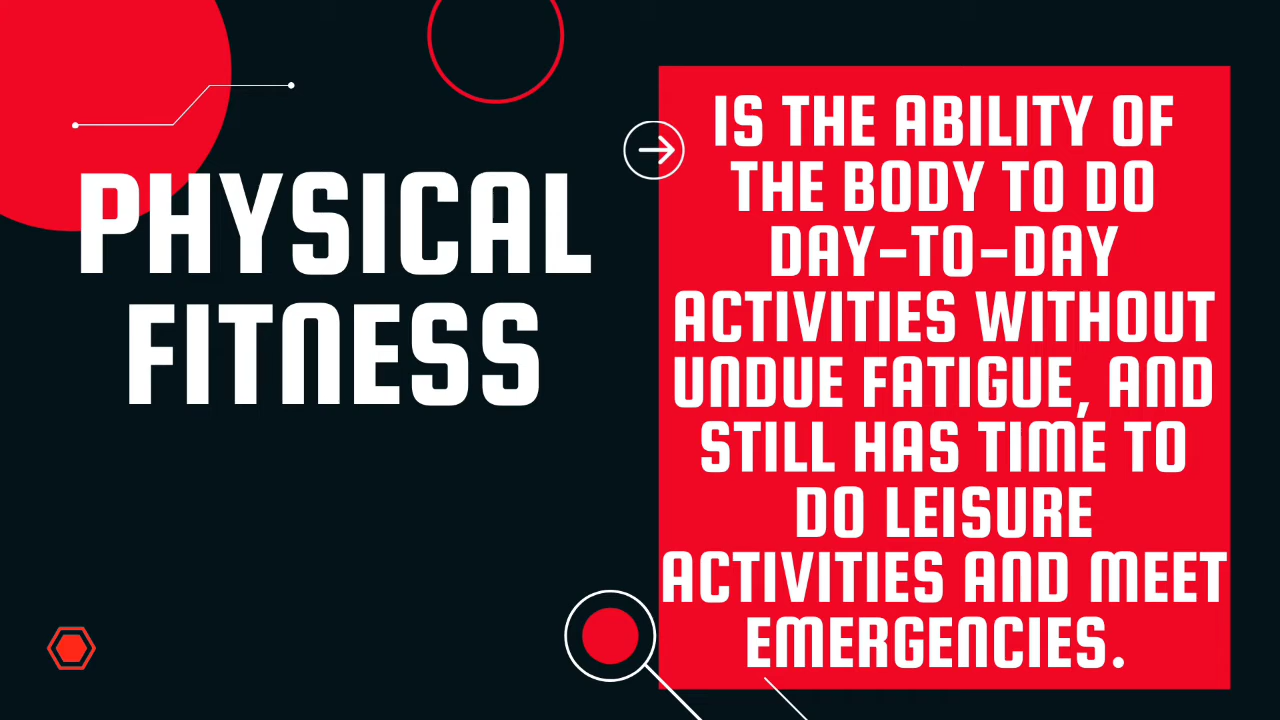 PHYSICAL
FITNESS
IS THE ABILITY OF
THE BODY TO DO
DAY-TO-DAY
ACTIVITIES WITHOUT
UNDUE FATIGUE, AND
STILL HAS TIME TO
DO LEISURE
ACTIVITIES AND MEET
EMERGENCIES.